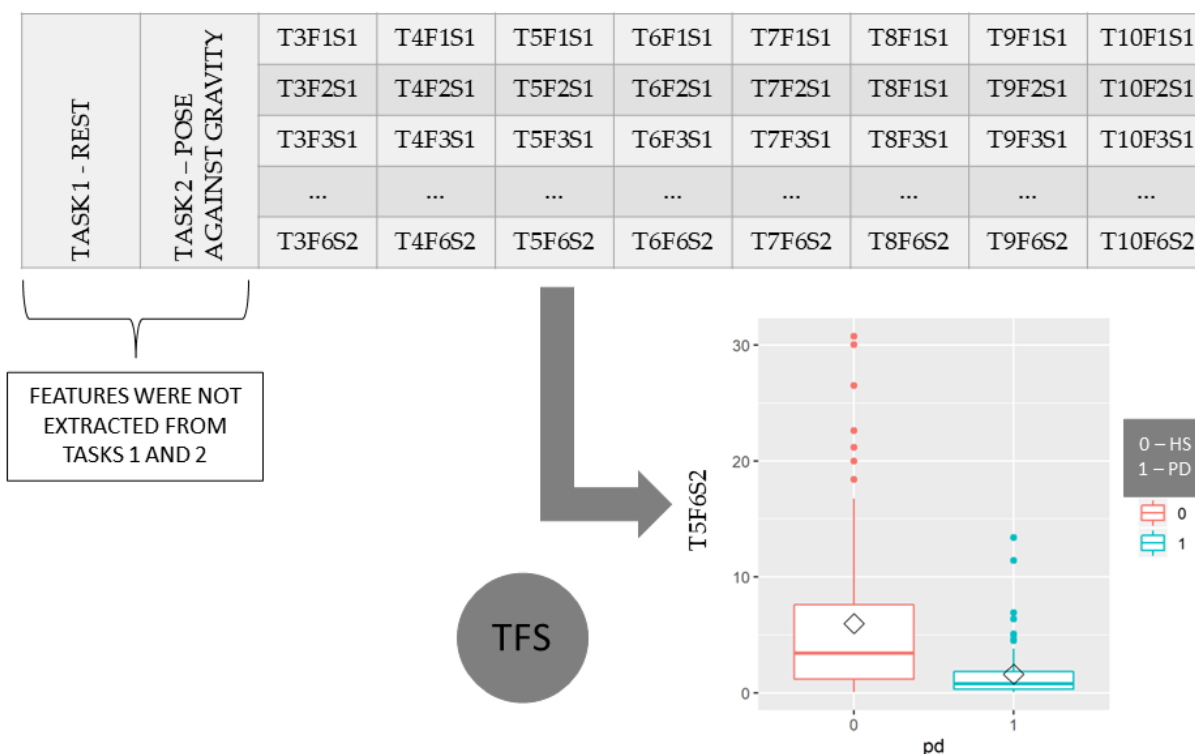 TASK 1 - REST
TASK 2 – POSE
AGAINST GRAVITY
T3F1S1 T4F1S1 T5F1S1 T6F1S1 T7F1S1 T8F1S1 T9F1S1 T10F1S1
T3F2S1 T4F2S1 T5F2S1 T6F2S1 T7F2S1 T8F1S1 T9F2S1 T10F2S1
T3F3S1 T4F3S1 T5F3S1 T6F3S1 T7F3S1 T8F3S1 T9F3S1 T10F3S1
... ... ... ... ... ... ... ...
T3F6S2 T4F6S2 T5F6S2 T6F6S2 T7F6S2 T8F6S2 T9F6S2 T10F6S2
FEATURES WERE NOT
EXTRACTED FROM
TASKS 1 AND 2
TFS
T5F6S2
30
20
10
0
0 1
pd
0 – HS
1 – PD
0
1